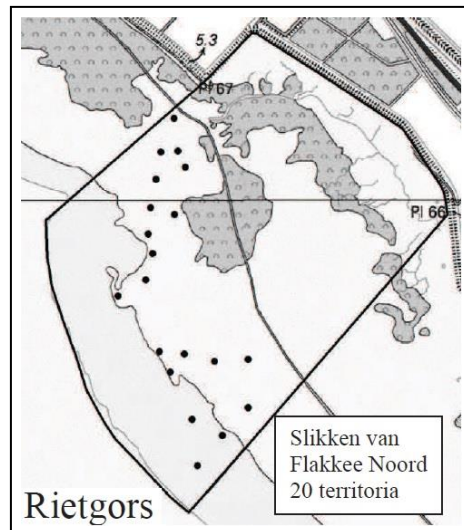 5.3
Pl 67
Pl 66
Slikken van
Flakkee Noord
20 territoria
Rietgors